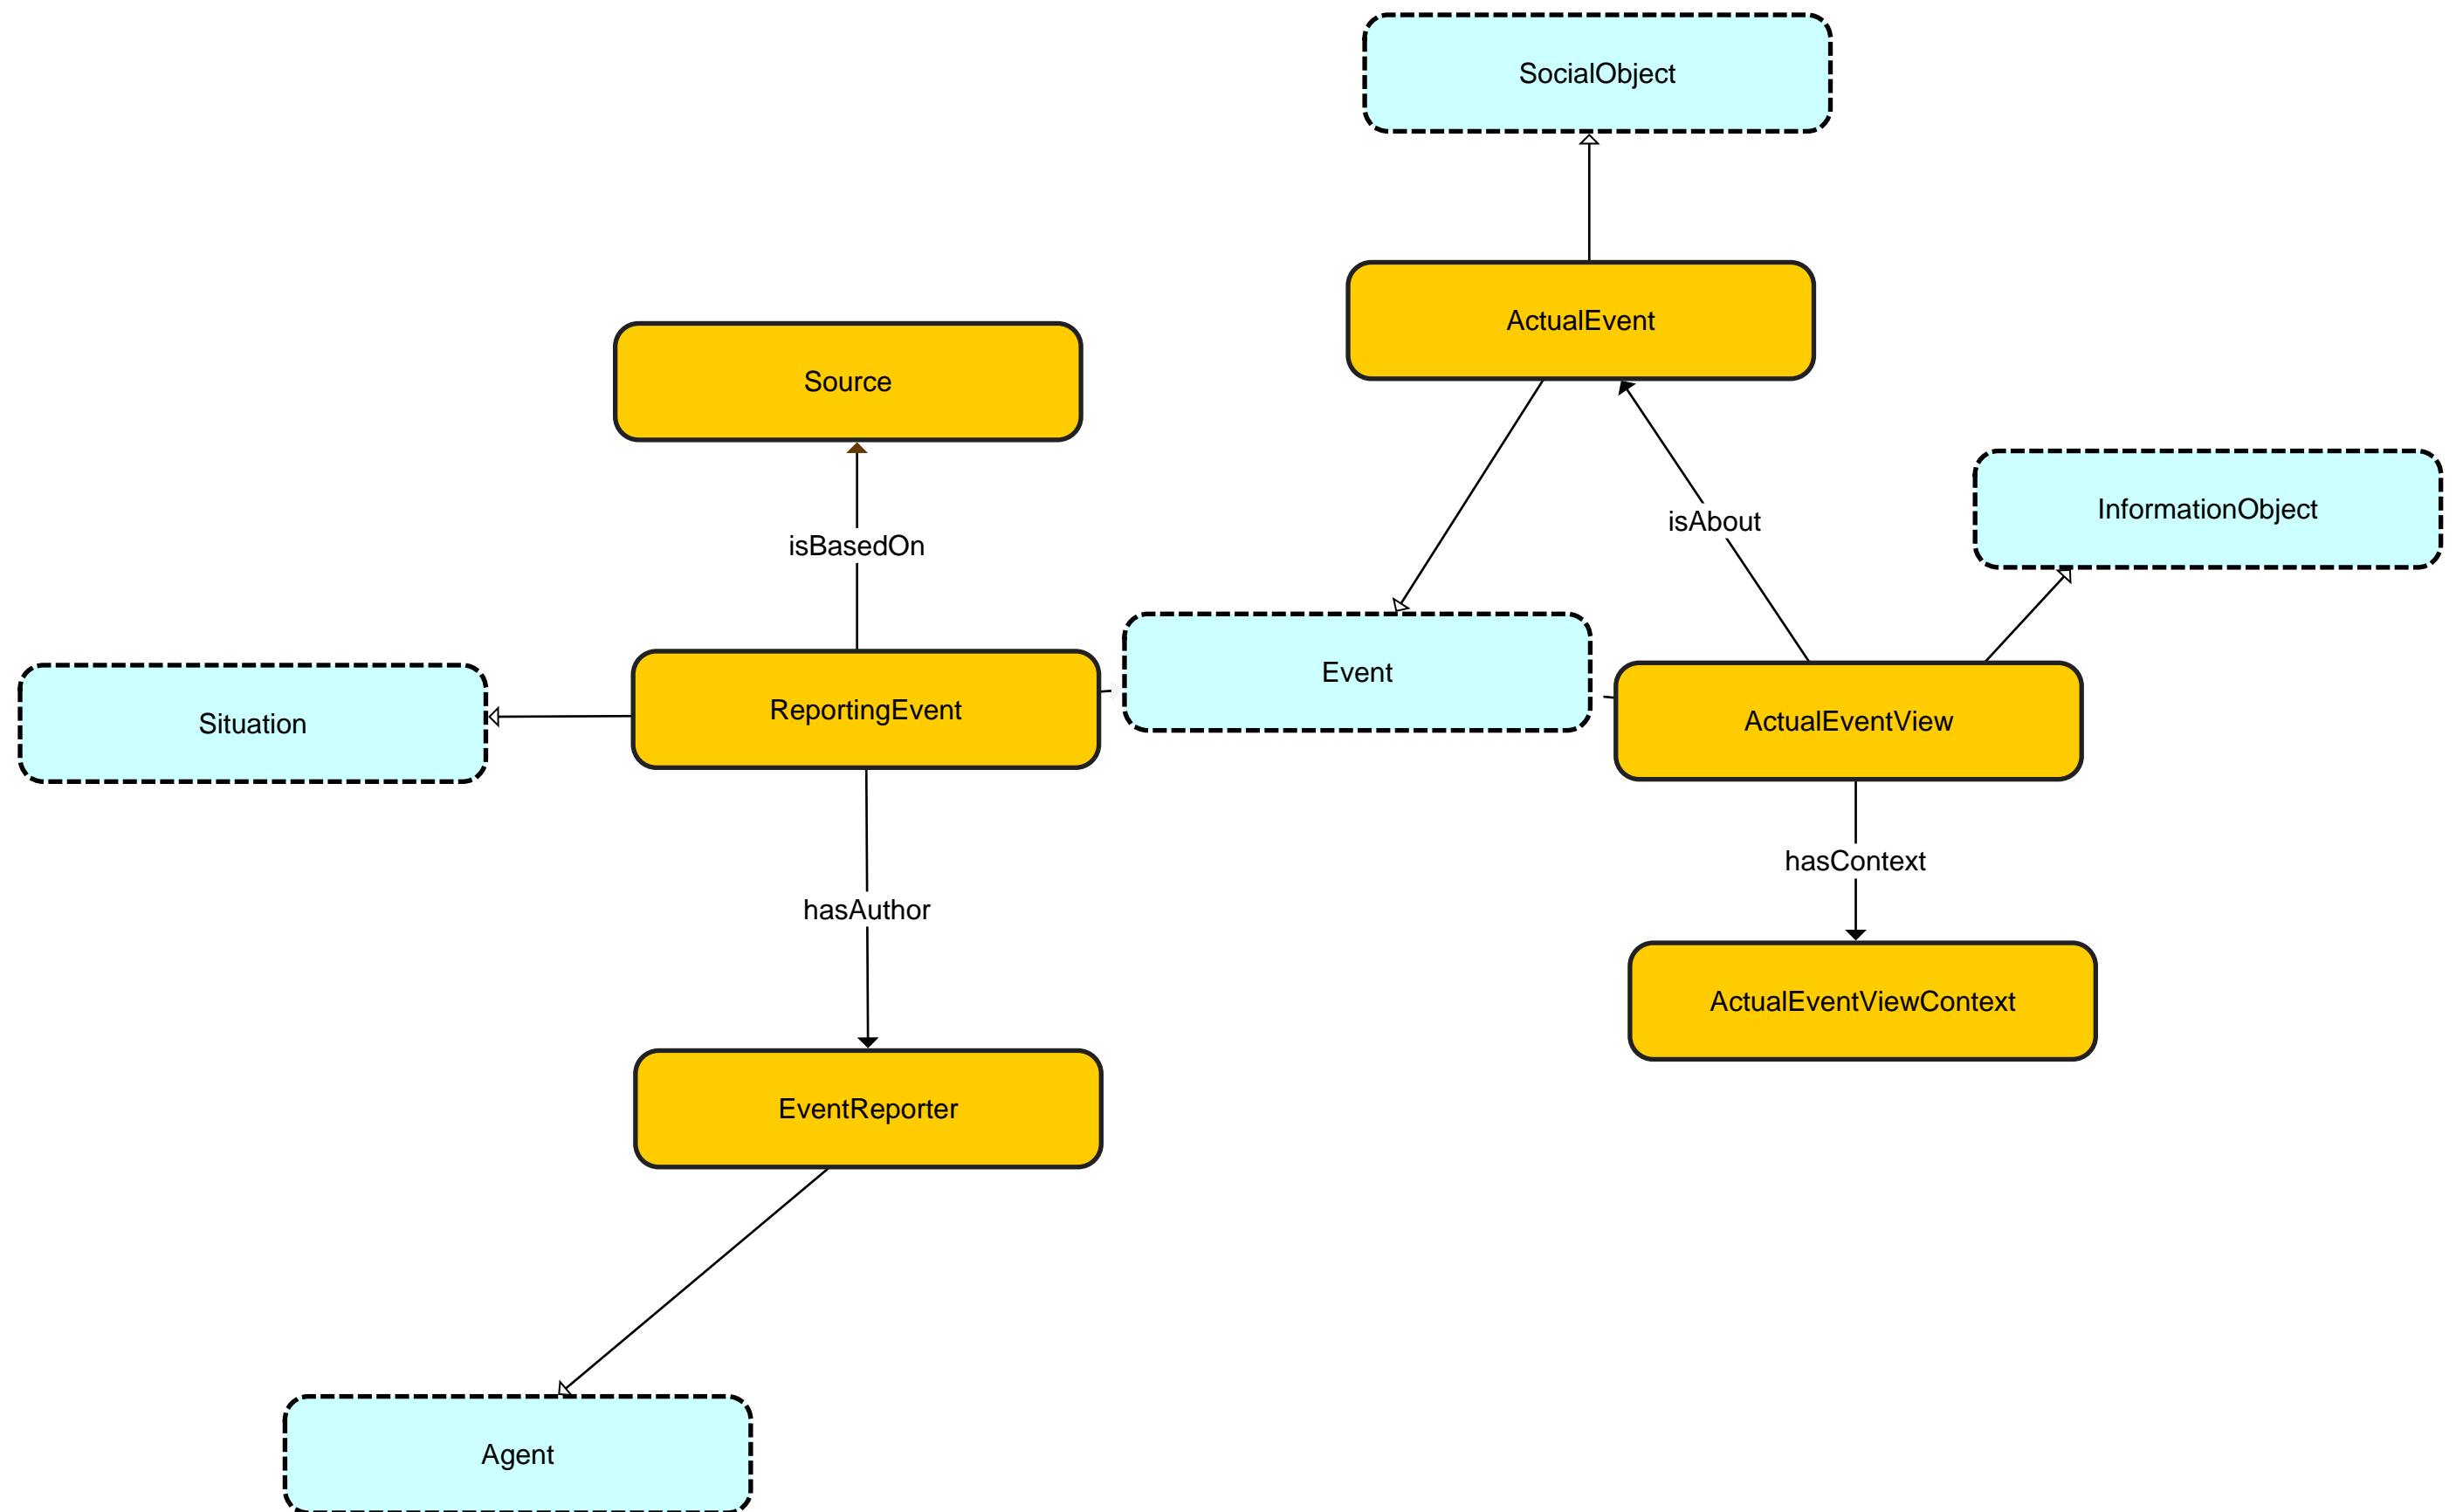 SocialObject
ActualEvent
Source
InformationObject
isAbout
isBasedOn
Event
ReportingEvent
ActualEventView
Situation
hasContext
hasAuthor
ActualEventViewContext
EventReporter
Agent